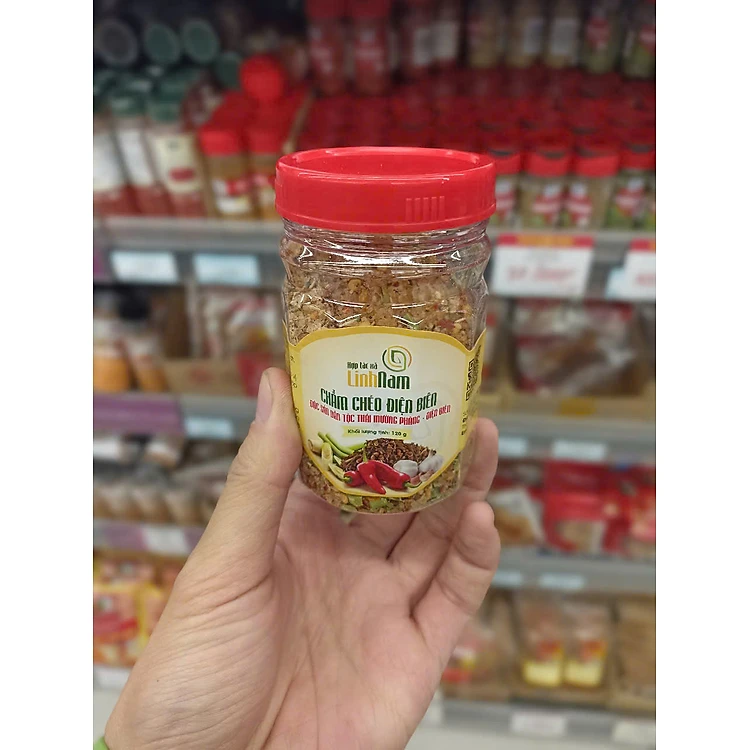 Hợp tác xã
LinhNam
CHẨM CHÉO ĐIỆN BIÊN
ĐẶC SẢN DÂN TỘC THÁI MƯỜNG PHĂNG - ĐIỆN BIÊN
Khối lượng tịnh: 120 g